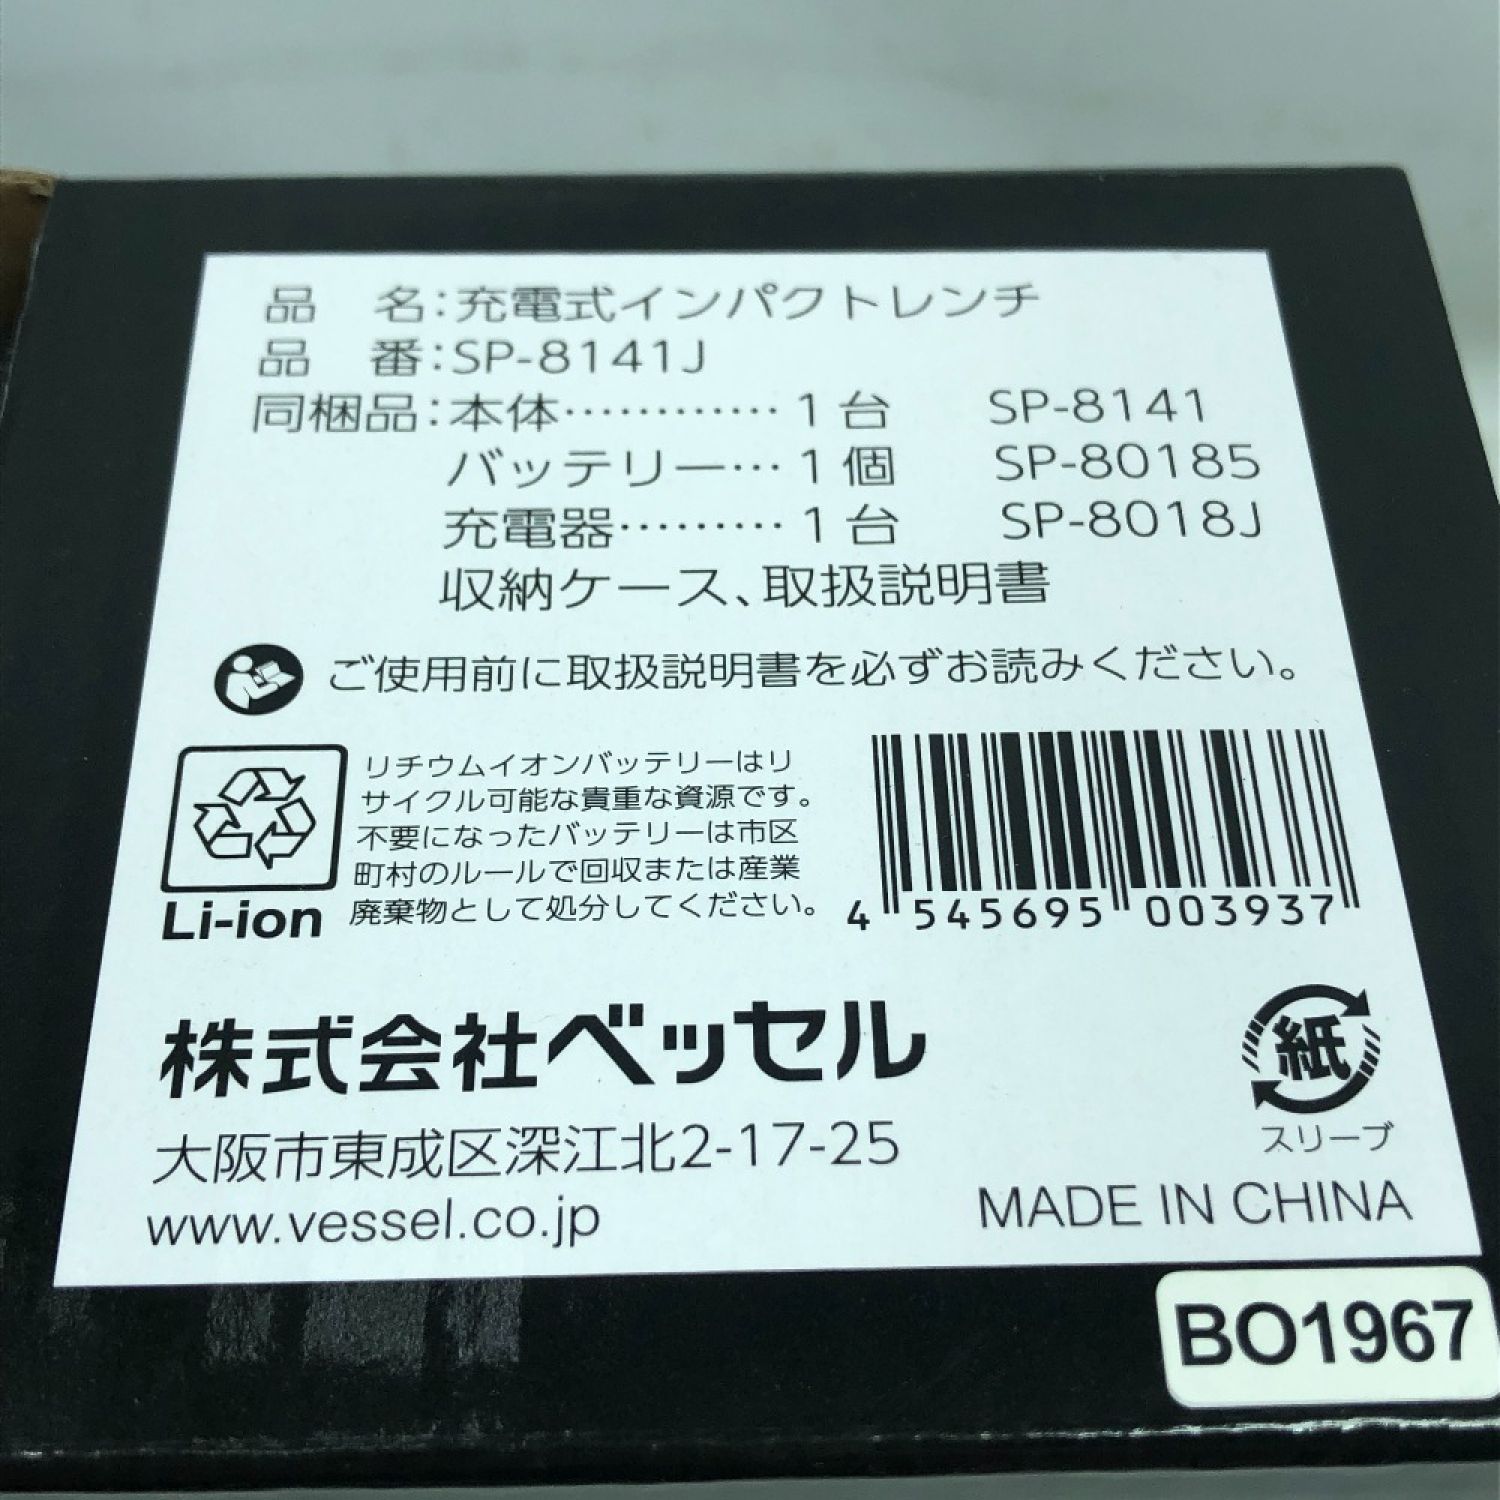 品　名：充電式インパクトレンチ
品　番：SP-8141J
同梱品：本体…………1台　SP-8141
バッテリー…1個　SP-80185
充電器………1台　SP-8018J
収納ケース、取扱説明書
ご使用前に取扱説明書を必ずお読みください。
リチウムイオンバッテリーはリ
サイクル可能な貴重な資源です。
不要になったバッテリーは市区
町村のルールで回収または産業
廃棄物として処分してください。
Li-ion
4 545695 003937
株式会社ベッセル
大阪市東成区深江北2-17-25
www.vessel.co.jp
紙
スリーブ
MADE IN CHINA
BO1967